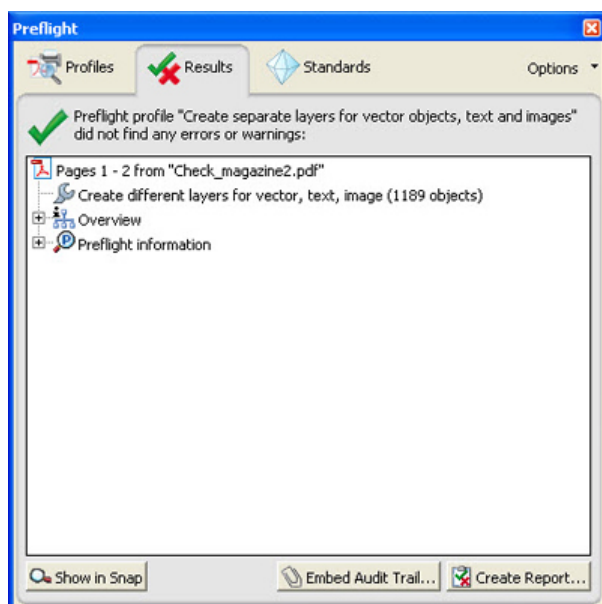 Preflight
Profiles Results Standards Options
Preflight profile "Create separate layers for vector objects, text and images"
did not find any errors or warnings:
Pages 1 - 2 from "Check_magazine2.pdf"
Create different layers for vector, text, image (1189 objects)
Overview
Preflight information
Show in Snap Embed Audit Trail... Create Report...